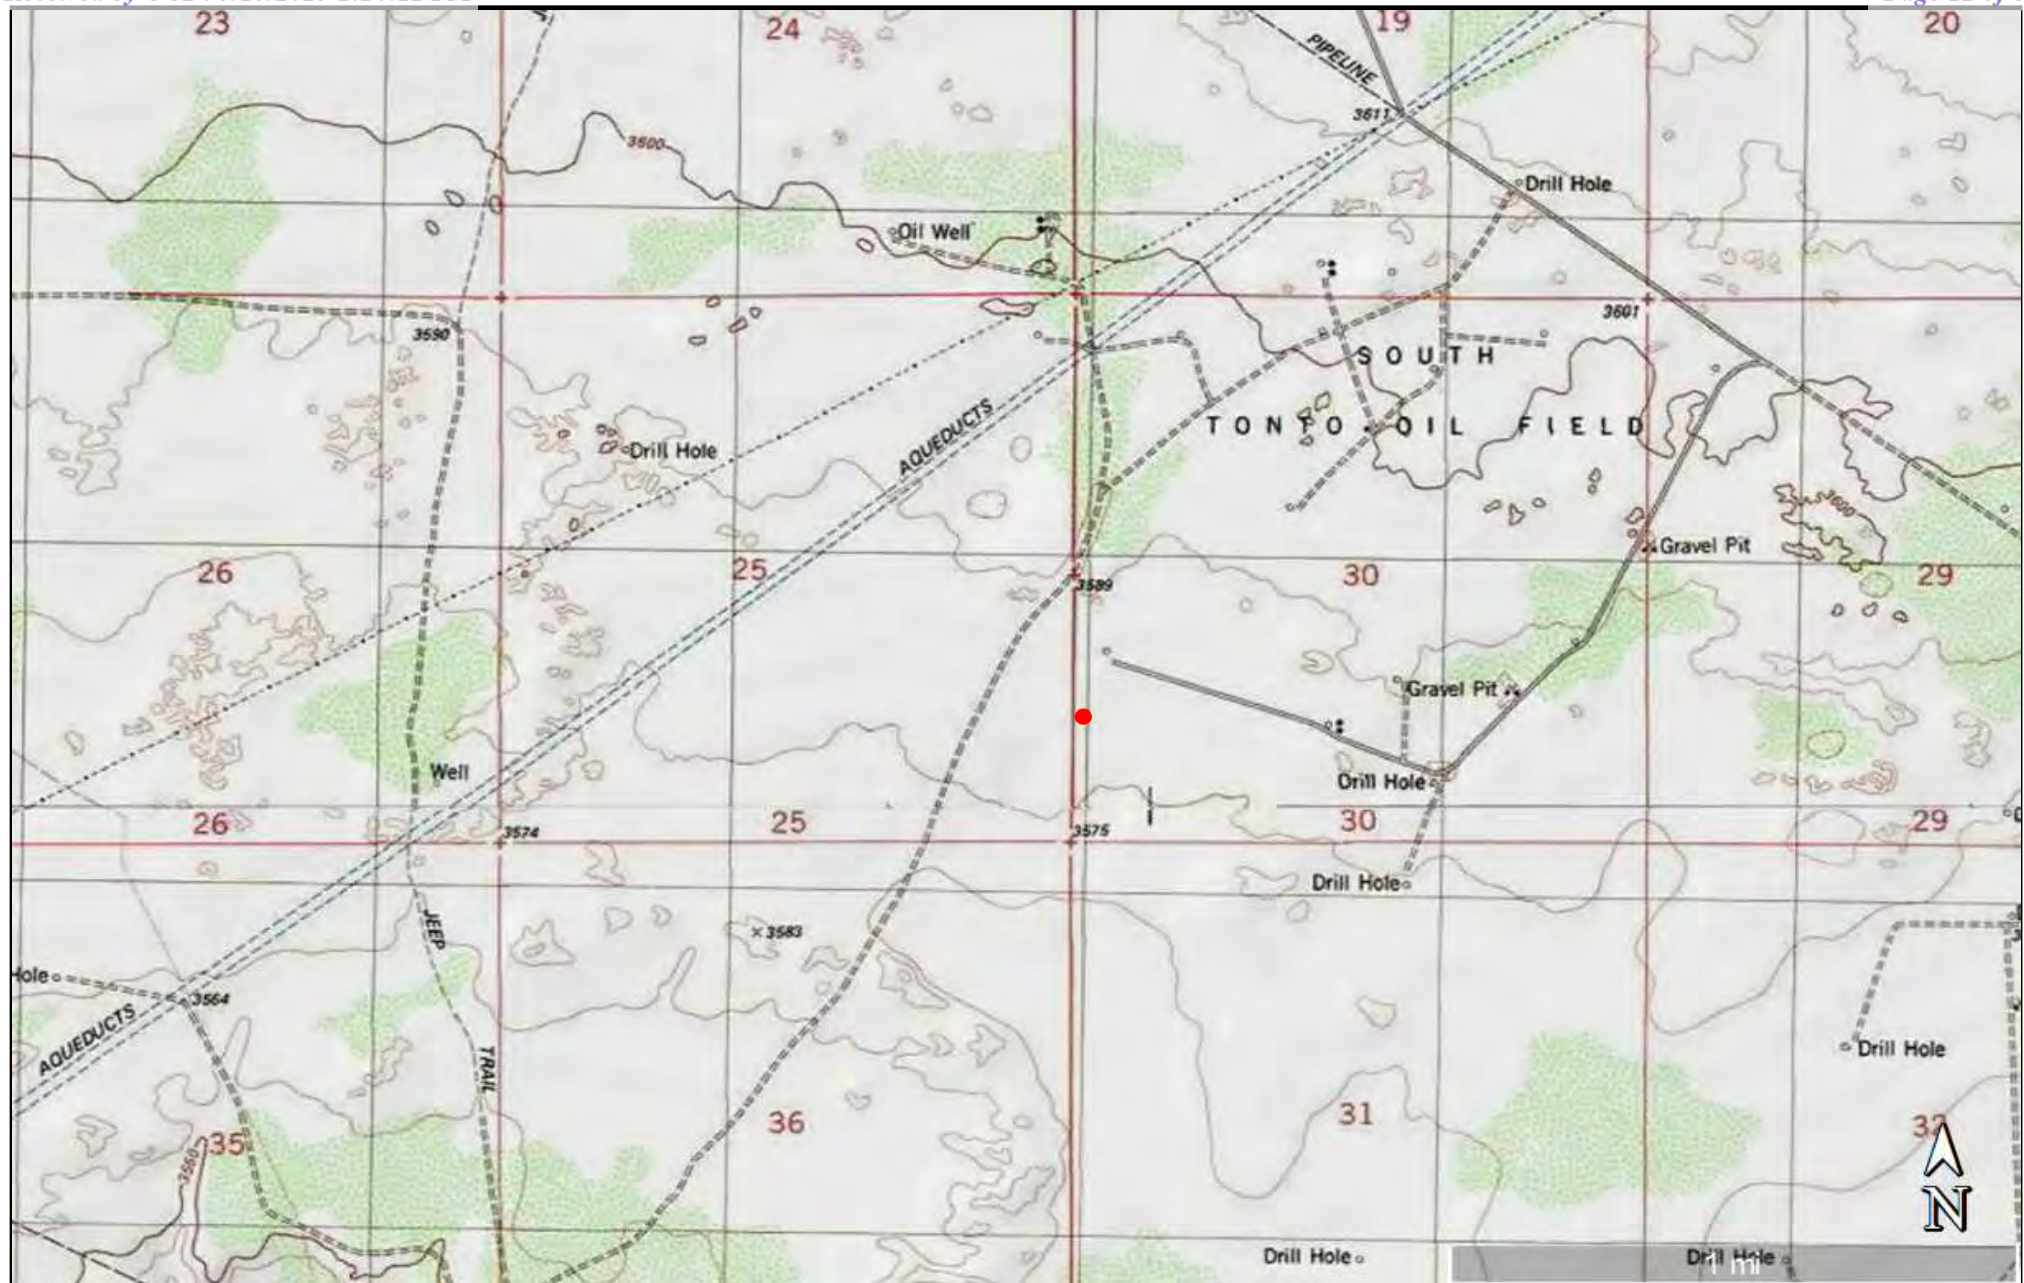 23
24
19
20
PIPELINE
3611
3600
Drill Hole
Oil Well
3601
3590
SOUTH
AQUEDUCTS
TONTO OIL FIELD
Drill Hole
3600
Gravel Pit
26
25
30
29
3589
Gravel Pit
Well
Drill Hole
26
25
30
29
3574
3575
Drill Hole
JEEP
3583
Hole
3564
AQUEDUCTS
TRAIL
Drill Hole
36
31
32
35
3560
N
Drill Hole
Drill Hole
1 mi